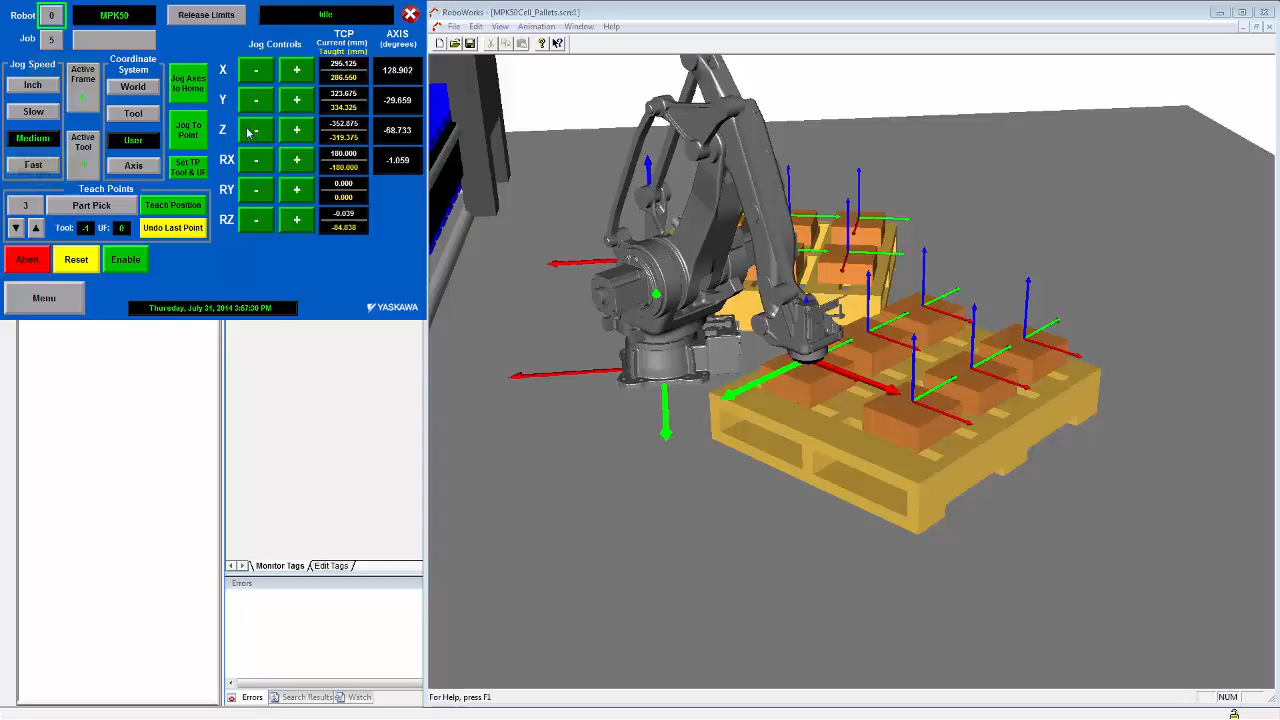 Robot 0 MPK50 Release Limits Idle
Job 5
Jog Speed
Inch
Slow
Medium
Fast
Active Frame
Active Tool
Coordinate System
World
Tool
User
Axis
Jog Axes to Home
Jog To Point
Set TP Tool & UF
Jog Controls
TCP
Current (mm)
Taught (mm)
AXIS
(degrees)
X - + 295.125 286.550 128.902
Y - + 323.675 334.325 -29.659
Z - + -352.875 -319.375 -68.733
RX - + 180.000 -180.000 -1.059
RY - + 0.000 0.000
RZ - + -0.039 -84.838
Teach Points
3 Part Pick Teach Position
Tool: -1 UF: 0 Undo Last Point
Abort Reset Enable
Menu
Thursday, July 31, 2014 3:57:30 PM
YASKAWA
Monitor Tags Edit Tags
Errors
Errors Search Results Watch
RoboWorks - [MPK50Cell_Pallets.scn:1]
File Edit View Animation Window Help
For Help, press F1
NUM